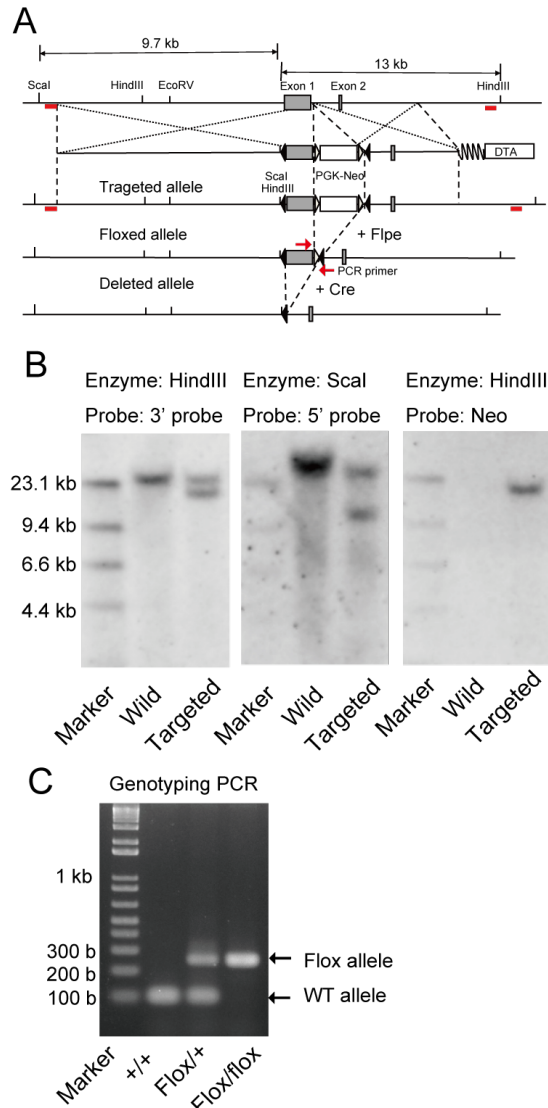 A
9.7 kb
13 kb
ScaI
HindIII
EcoRV
Exon 1
Exon 2
HindIII
DTA
Trageted allele
ScaI
HindIII
PGK-Neo
Floxed allele
+ Flpe
PCR primer
Deleted allele
+ Cre
B
Enzyme: HindIII
Probe: 3' probe
Enzyme: ScaI
Probe: 5' probe
Enzyme: HindIII
Probe: Neo
23.1 kb
9.4 kb
6.6 kb
4.4 kb
Marker
Wild
Targeted
Marker
Wild
Targeted
Marker
Wild
Targeted
C
Genotyping PCR
1 kb
300 b
200 b
100 b
Flox allele
WT allele
Marker
+/+
Flox/+
Flox/flox